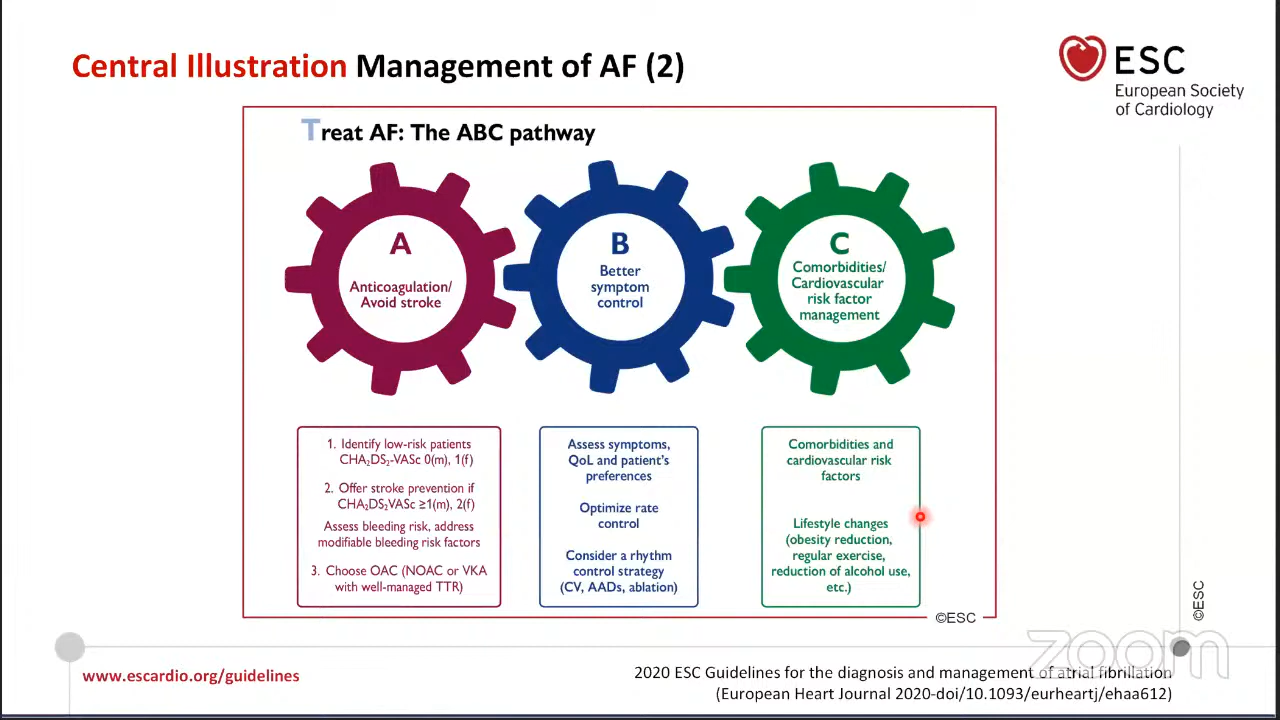 Central Illustration Management of AF (2)
ESC
European Society
of Cardiology
Treat AF: The ABC pathway
A
Anticoagulation/
Avoid stroke
B
Better
symptom
control
C
Comorbidities/
Cardiovascular
risk factor
management
1. Identify low-risk patients
CHA₂DS₂-VASc 0(m), 1(f)
2. Offer stroke prevention if
CHA₂DS₂VASc ≥1(m), 2(f)
Assess bleeding risk, address
modifiable bleeding risk factors
3. Choose OAC (NOAC or VKA
with well-managed TTR)
Assess symptoms,
QoL and patient's
preferences
Optimize rate
control
Consider a rhythm
control strategy
(CV, AADs, ablation)
Comorbidities and
cardiovascular risk
factors
Lifestyle changes
(obesity reduction,
regular exercise,
reduction of alcohol use,
etc.)
©ESC
©ESC
zoom
www.escardio.org/guidelines
2020 ESC Guidelines for the diagnosis and management of atrial fibrillation
(European Heart Journal 2020-doi/10.1093/eurheartj/ehaa612)